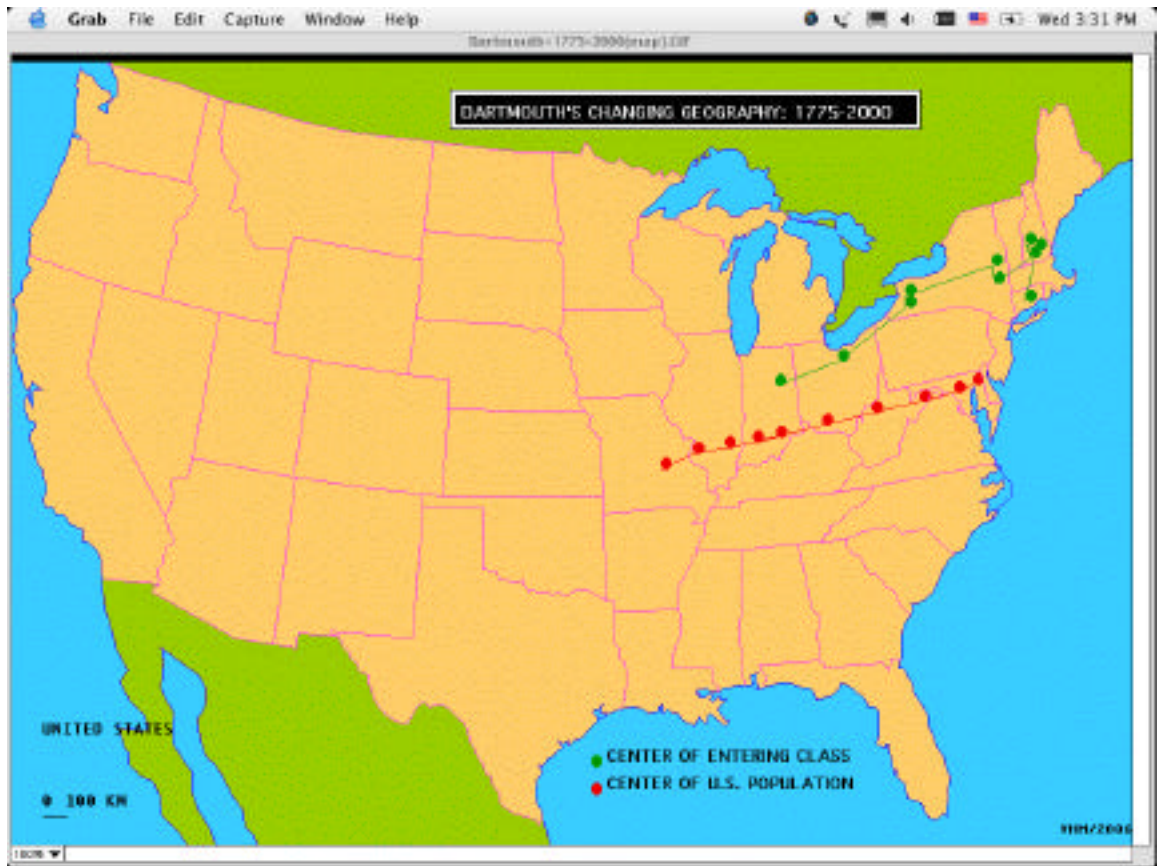 Grab File Edit Capture Window Help Wed 3:31 PM
DARTMOUTH'S CHANGING GEOGRAPHY: 1775-2000
UNITED STATES
CENTER OF ENTERING CLASS
CENTER OF U.S. POPULATION
0 100 KM
100%